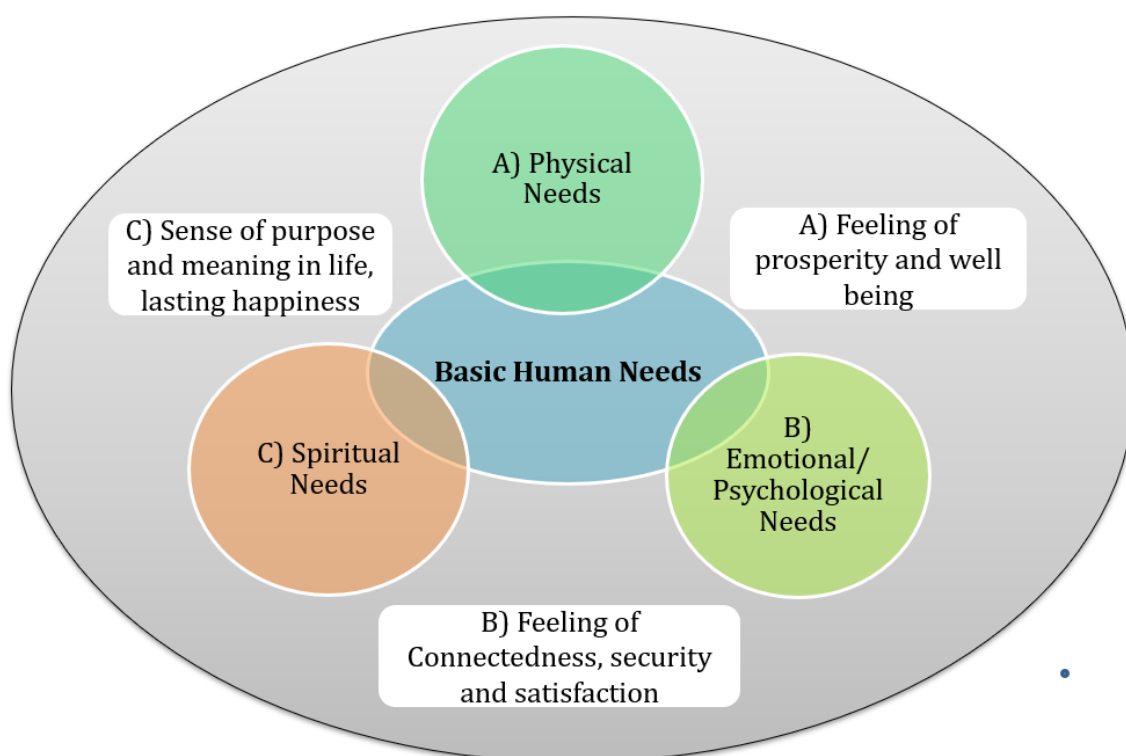 A) Physical
Needs
C) Sense of purpose
and meaning in life,
lasting happiness
A) Feeling of
prosperity and well
being
Basic Human Needs
C) Spiritual
Needs
B)
Emotional/
Psychological
Needs
B) Feeling of
Connectedness, security
and satisfaction